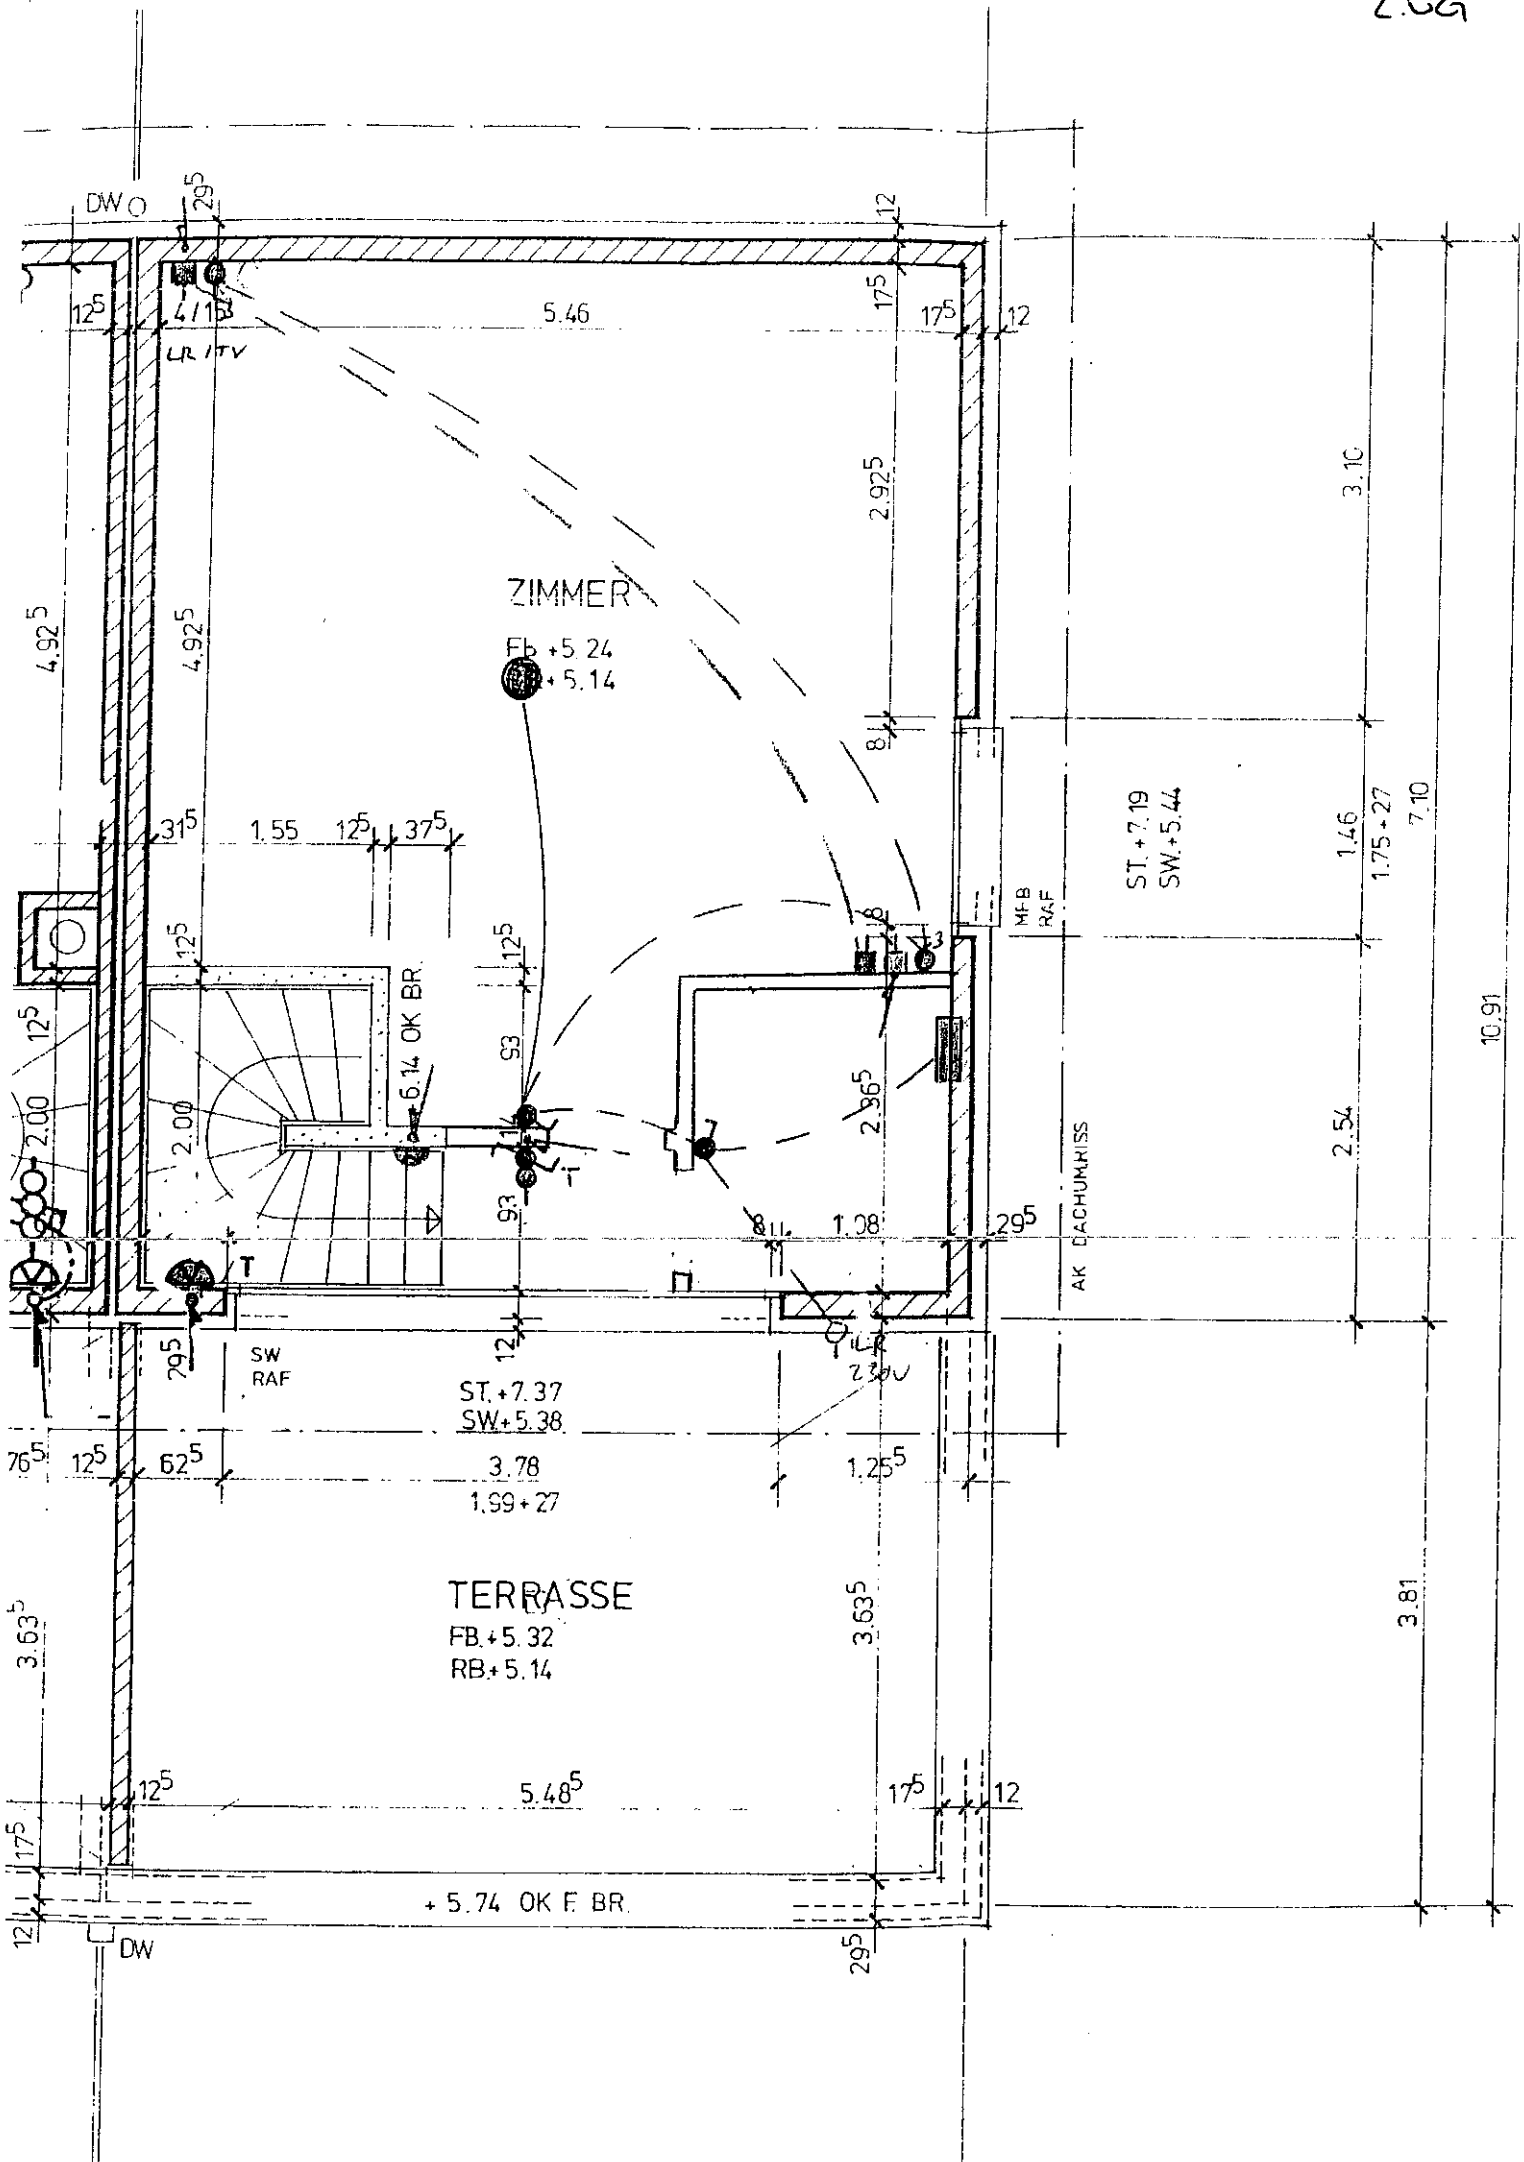 2.OG
DW
29⁵
12
12⁵
4/153
5.46
17⁵
17⁵
12
LR/TV
2.92⁵
3.10
ZIMMER
4.92⁵
4.92⁵
+5.24
+5.14
8
ST.+7.19
SW.+5.44
1.46
1.75+27
7.10
31⁵
1.55
12⁵
37⁵
MFB
RAF
8
12⁵
12⁵
3
6.14 OK BR.
10.91
12⁵
93
2.00
2.00
2.36⁵
2.54
T
93
8
1.08
29⁵
AK DACHUMRISS
T
29⁵
SW
RAF
12
LR
230V
ST.+7.37
SW.+5.38
76⁵
12⁵
62⁵
3.78
1.25⁵
1.99+27
TERRASSE
FB.+5.32
RB.+5.14
3.63⁵
3.63⁵
3.81
12⁵
5.48⁵
17⁵
12
17⁵
+5.74 OK F. BR.
12
DW
29⁵